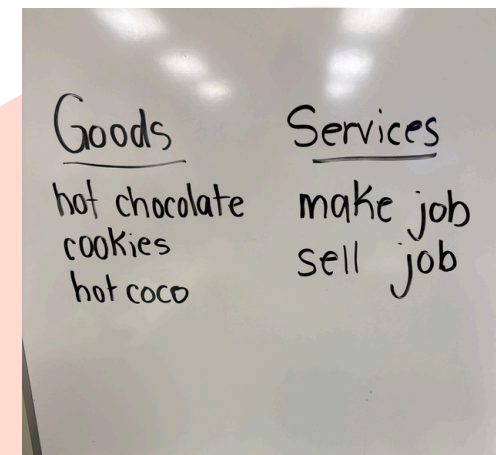 Goods
hot chocolate
cookies
hot coco
Services
make job
sell job